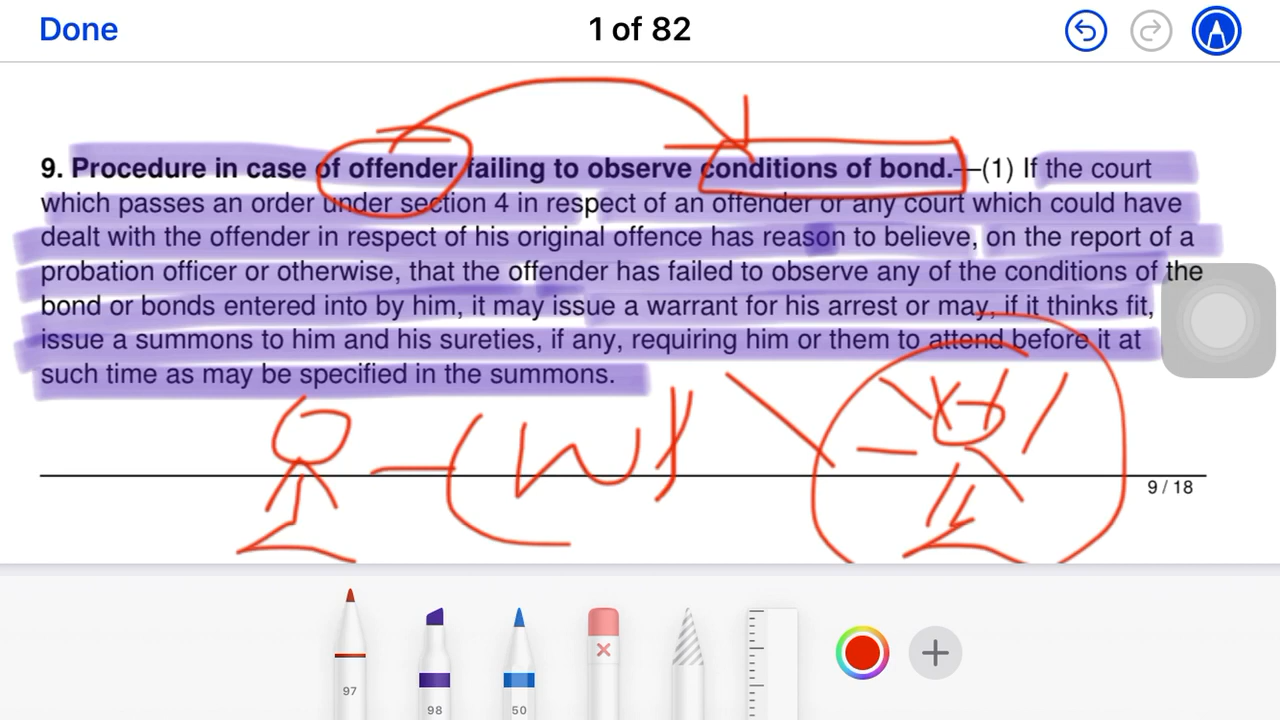 Done
1 of 82
9. Procedure in case of offender failing to observe conditions of bond.—(1) If the court
which passes an order under section 4 in respect of an offender or any court which could have
dealt with the offender in respect of his original offence has reason to believe, on the report of a
probation officer or otherwise, that the offender has failed to observe any of the conditions of the
bond or bonds entered into by him, it may issue a warrant for his arrest or may, if it thinks fit,
issue a summons to him and his sureties, if any, requiring him or them to attend before it at
such time as may be specified in the summons.
9 / 18
97
98
50